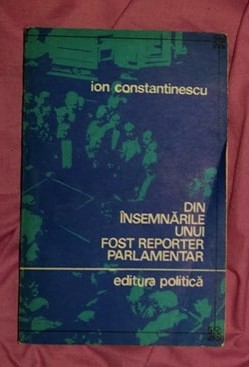 ion constantinescu
DIN
ÎNSEMNĂRILE
UNUI
FOST REPORTER
PARLAMENTAR
editura politică